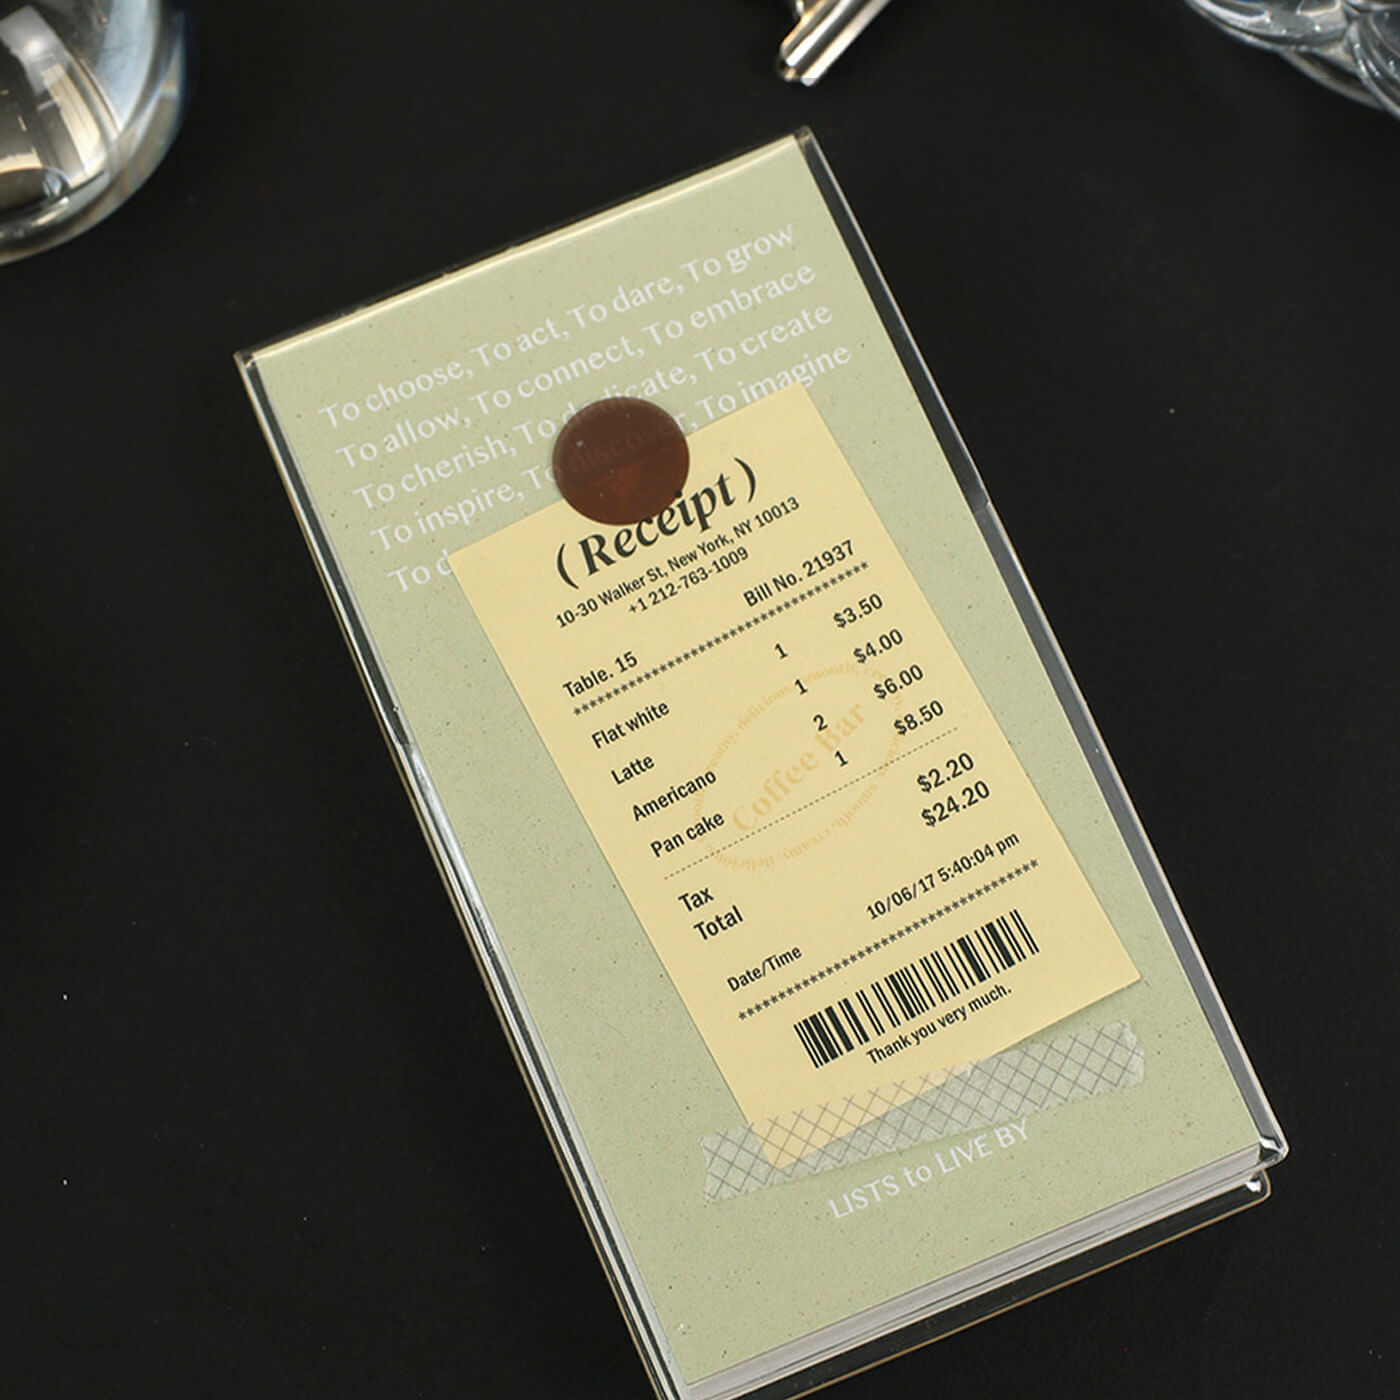 To choose, To act, To dare, To grow
To allow, To connect, To embrace
To cherish, To dedicate, To create
To inspire, To discover, To imagine
To
( Receipt )
10-30 Walker St, New York, NY 10013
+1 212-763-1009
Bill No. 21937
Table. 15
*****************************************
Flat white 1 $3.50
Latte 1 $4.00
Americano 2 $6.00
Pan cake 1 $8.50
Coffee Bar
Tax $2.20
Total $24.20
Date/Time 10/06/17 5:40:04 pm
*****************************************
Thank you very much.
LISTS to LIVE BY